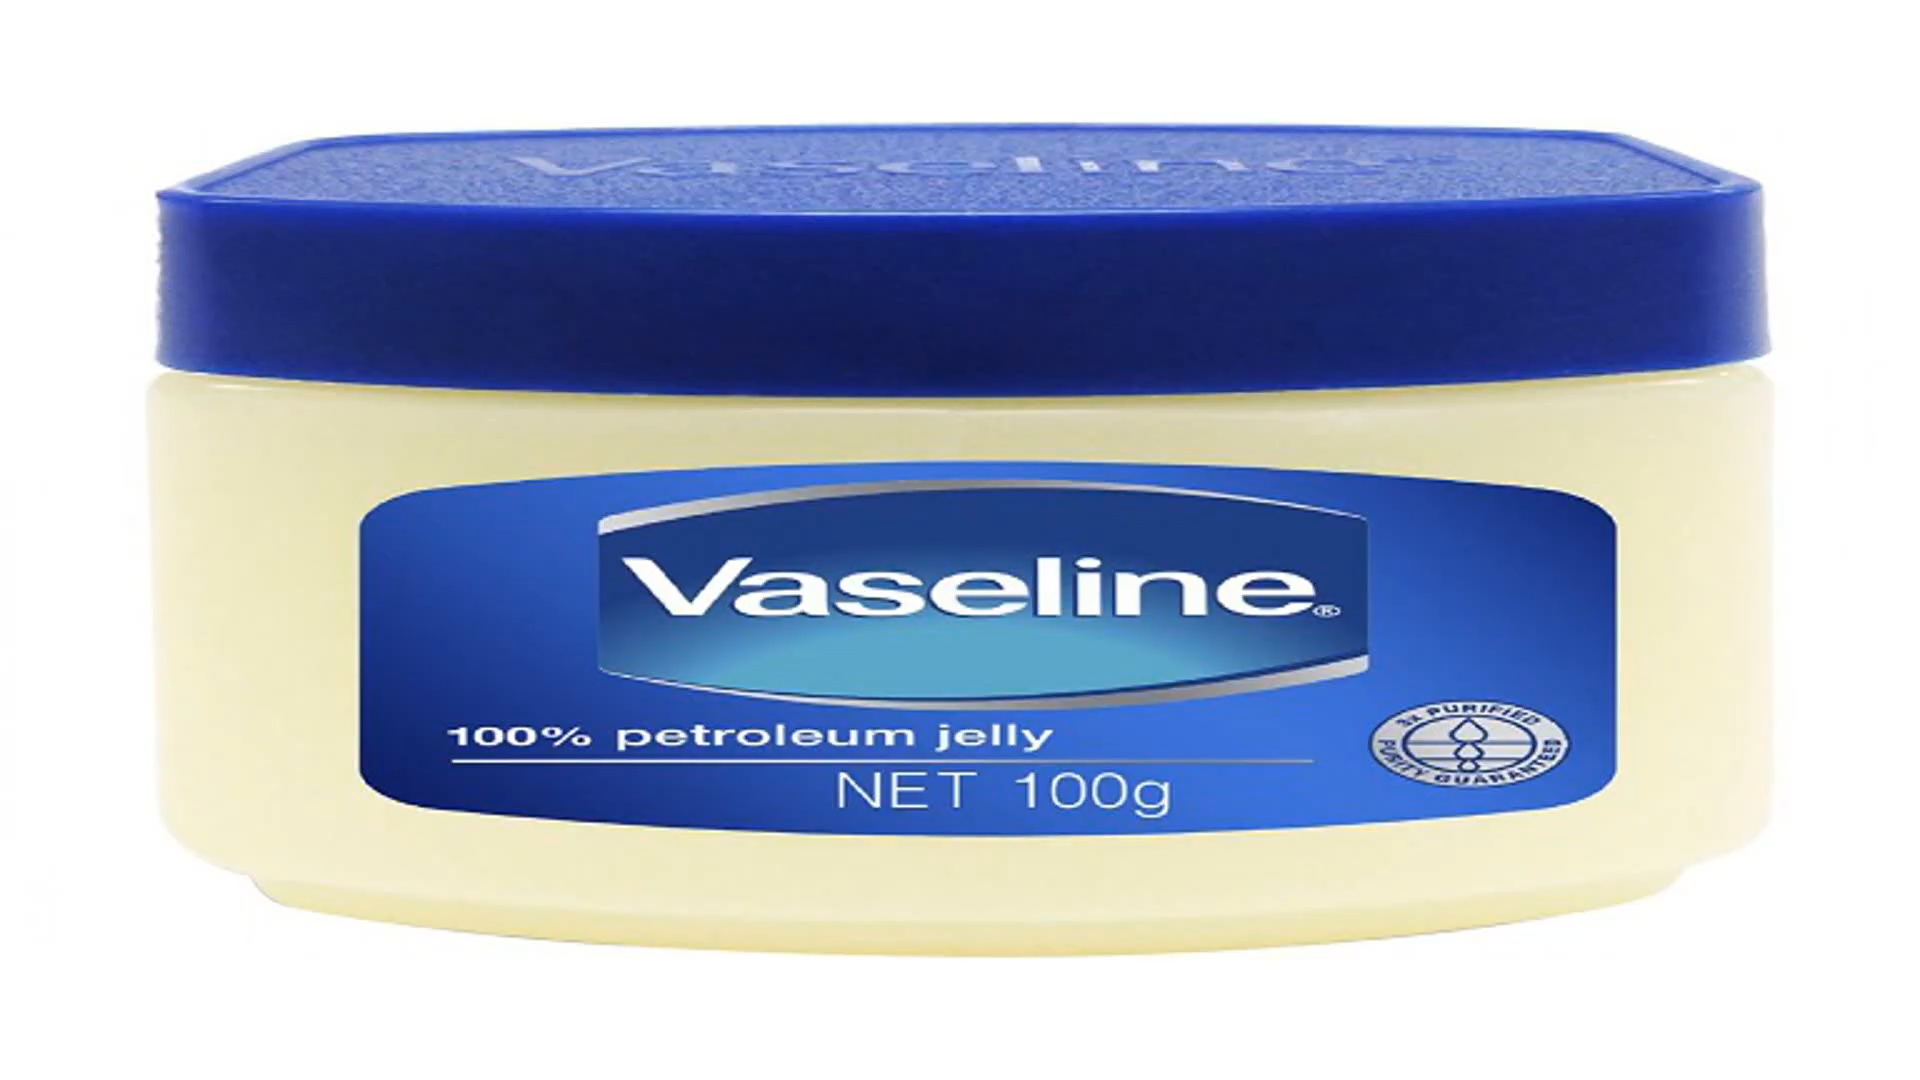 Vaseline
Vaseline®
100% petroleum jelly
NET 100g
3x PURIFIED
PURITY GUARANTEED